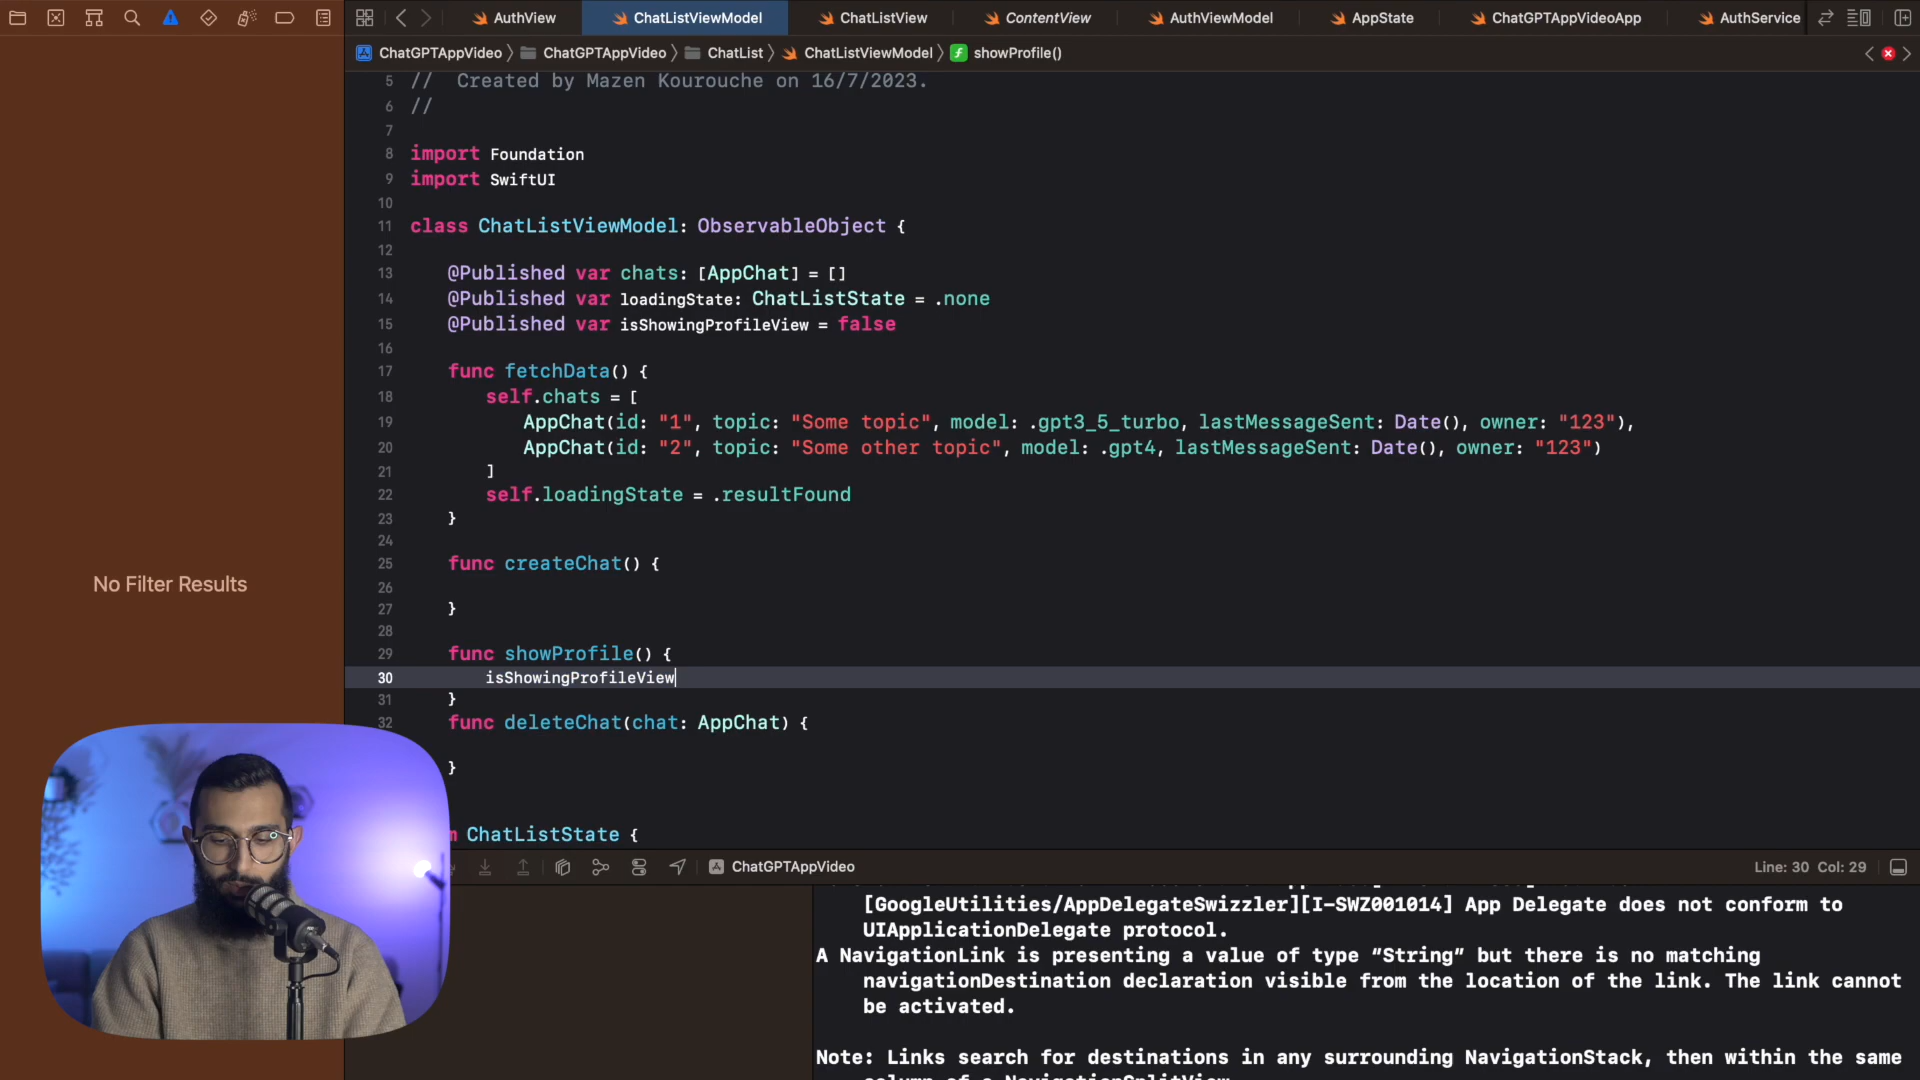 AuthView
ChatListViewModel
ChatListView
ContentView
AuthViewModel
AppState
ChatGPTAppVideoApp
AuthService
ChatGPTAppVideo
ChatGPTAppVideo
ChatList
ChatListViewModel
showProfile()
5 //  Created by Mazen Kourouche on 16/7/2023.
6 //
7
8 import Foundation
9 import SwiftUI
10
11 class ChatListViewModel: ObservableObject {
12
13 @Published var chats: [AppChat] = []
14 @Published var loadingState: ChatListState = .none
15 @Published var isShowingProfileView = false
16
17 func fetchData() {
18 self.chats = [
19 AppChat(id: "1", topic: "Some topic", model: .gpt3_5_turbo, lastMessageSent: Date(), owner: "123"),
20 AppChat(id: "2", topic: "Some other topic", model: .gpt4, lastMessageSent: Date(), owner: "123")
21 ]
22 self.loadingState = .resultFound
23 }
24
25 func createChat() {
26
27 }
28
29 func showProfile() {
30 isShowingProfileView
31 }
32 func deleteChat(chat: AppChat) {
}
ChatListState {
No Filter Results
ChatGPTAppVideo
Line: 30 Col: 29
[GoogleUtilities/AppDelegateSwizzler][I-SWZ001014] App Delegate does not conform to
UIApplicationDelegate protocol.
A NavigationLink is presenting a value of type “String” but there is no matching
navigationDestination declaration visible from the location of the link. The link cannot
be activated.
Note: Links search for destinations in any surrounding NavigationStack, then within the same
column of a NavigationSplitView.